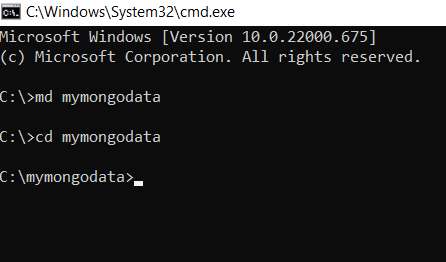 C:\Windows\System32\cmd.exe
Microsoft Windows [Version 10.0.22000.675]
(c) Microsoft Corporation. All rights reserved.
C:\>md mymongodata
C:\>cd mymongodata
C:\mymongodata>